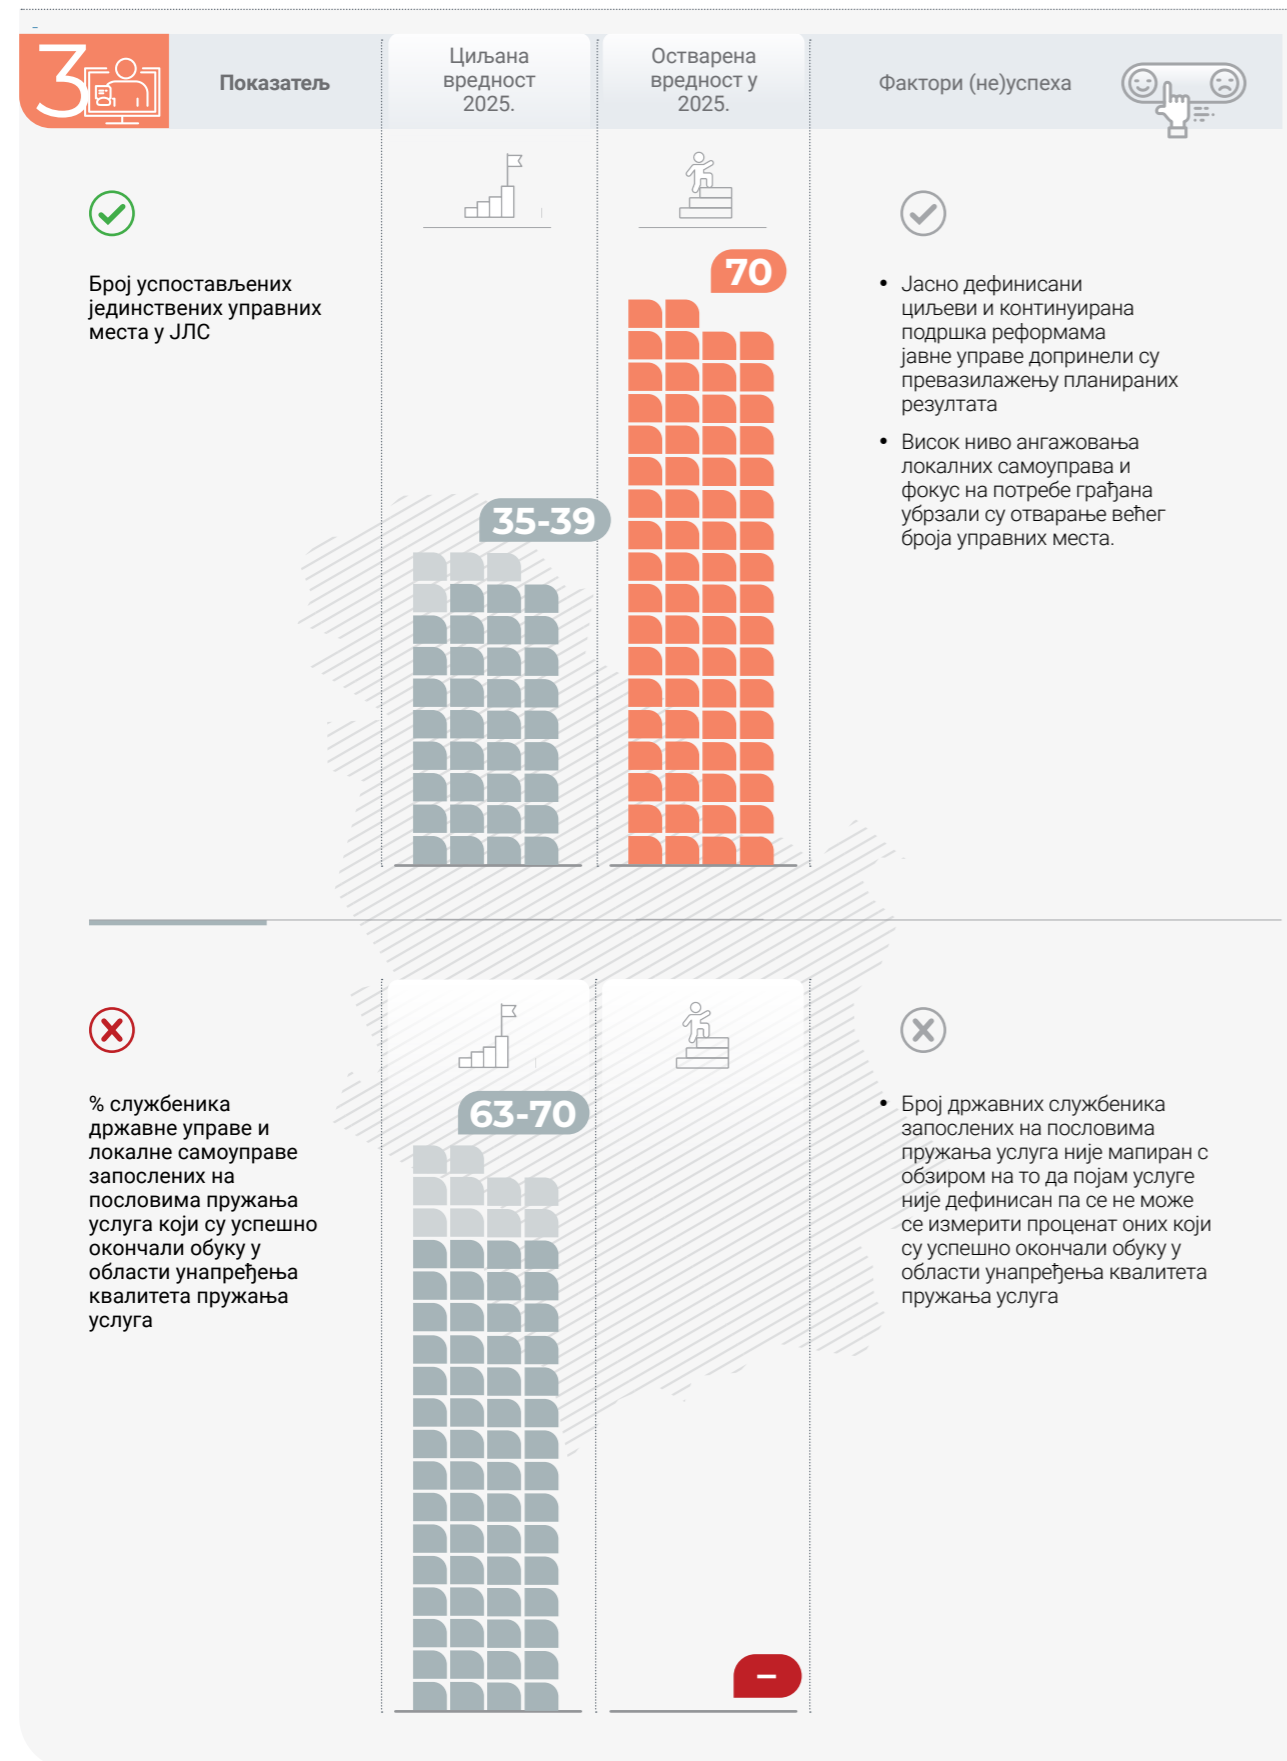 3
Показатељ
Циљана
вредност
2025.
Остварена
вредност у
2025.
Фактори (не)успеха
Број успостављених
јединствених управних
места у ЈЛС
35-39
70
• Јасно дефинисани
циљеви и континуирана
подршка реформама
јавне управе допринели су
превазилажењу планираних
резултата
• Висок ниво ангажовања
локалних самоуправа и
фокус на потребе грађана
убрзали су отварање већег
броја управних места.
% службеника
државне управе и
локалне самоуправе
запослених на
пословима пружања
услуга који су успешно
окончали обуку у
области унапређења
квалитета пружања
услуга
63-70
–
• Број државних службеника
запослених на пословима
пружања услуга није мапиран с
обзиром на то да појам услуге
није дефинисан па се не може
се измерити проценат оних који
су успешно окончали обуку у
области унапређења квалитета
пружања услуга